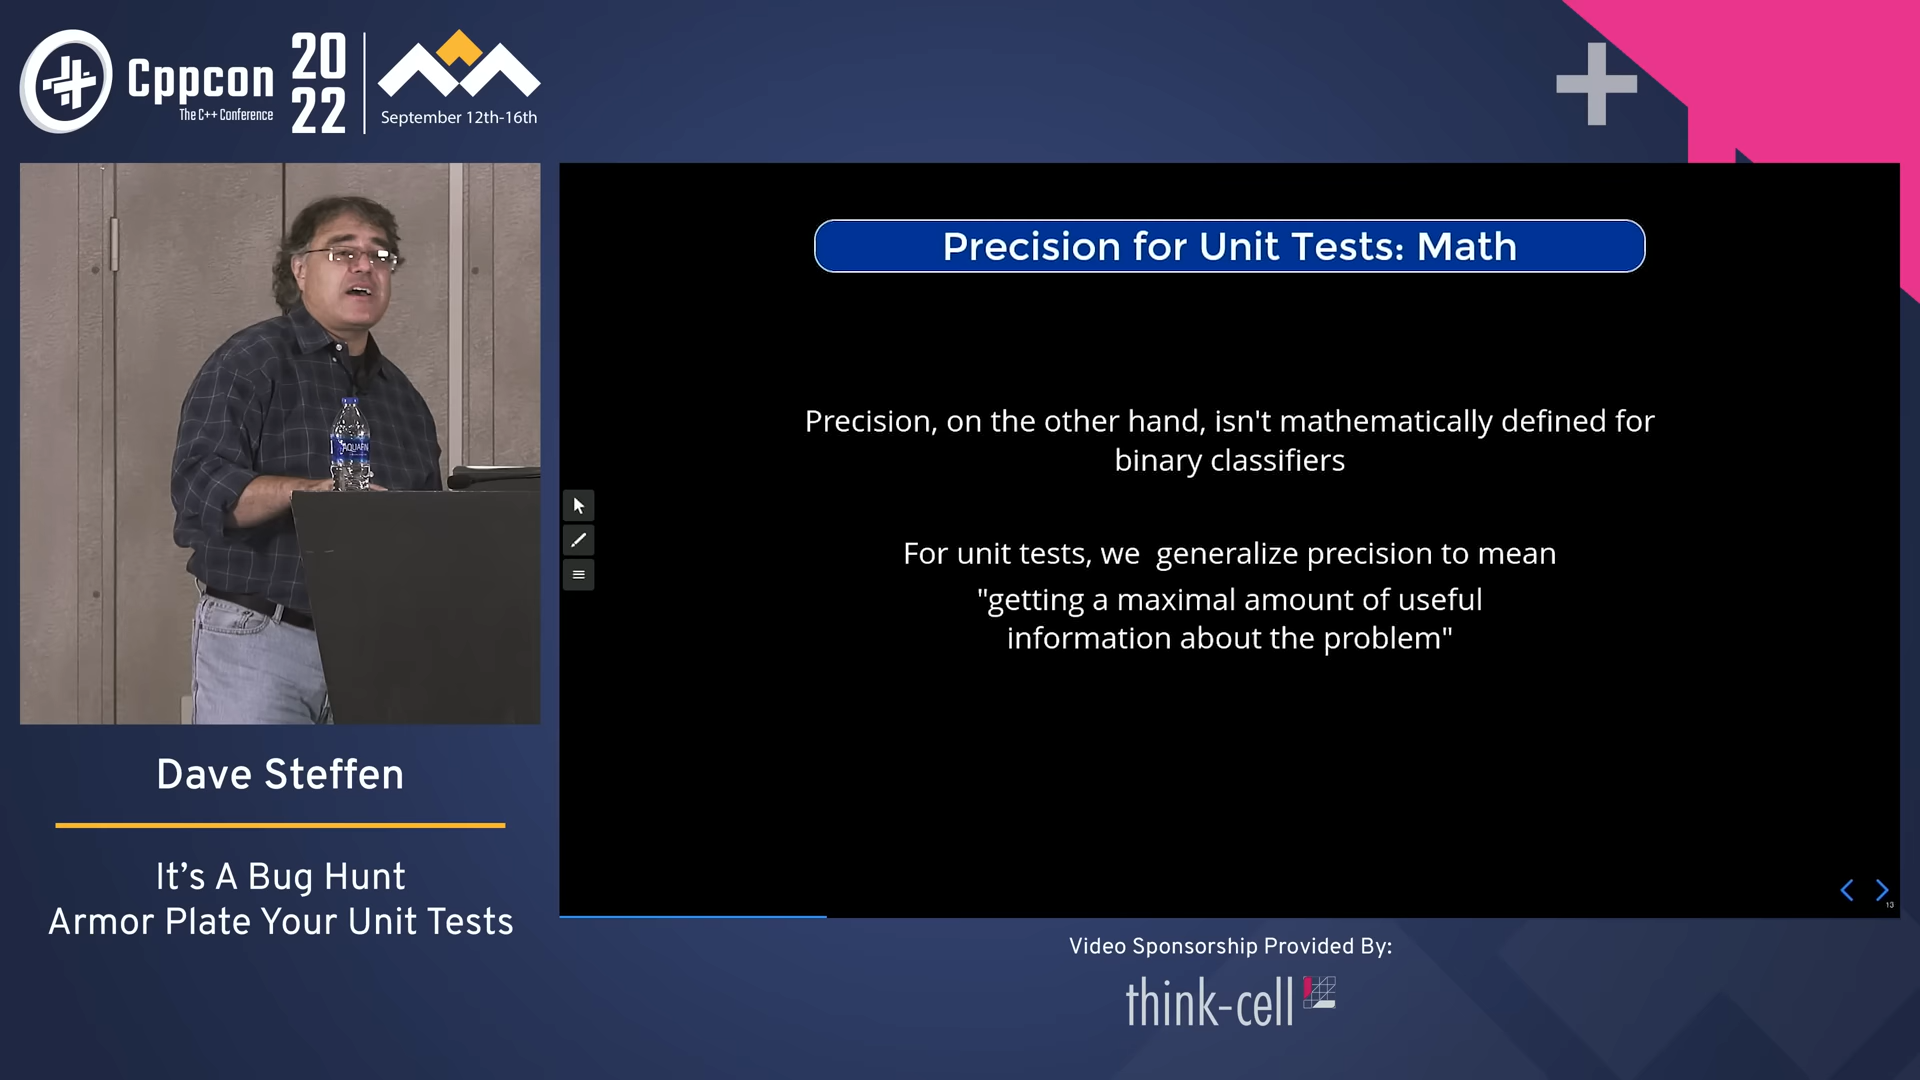 Cppcon
The C++ Conference
20
22
September 12th-16th
Precision for Unit Tests: Math
Precision, on the other hand, isn't mathematically defined for
binary classifiers
For unit tests, we generalize precision to mean
"getting a maximal amount of useful
information about the problem"
13
Dave Steffen
It's A Bug Hunt
Armor Plate Your Unit Tests
Video Sponsorship Provided By:
think-cell